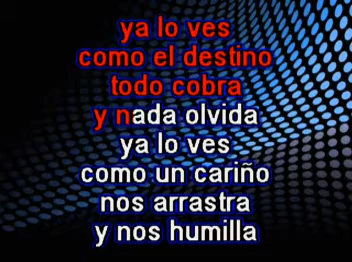 ya lo ves
como el destino
todo cobra
y nada olvida
ya lo ves
como un cariño
nos arrastra
y nos humilla